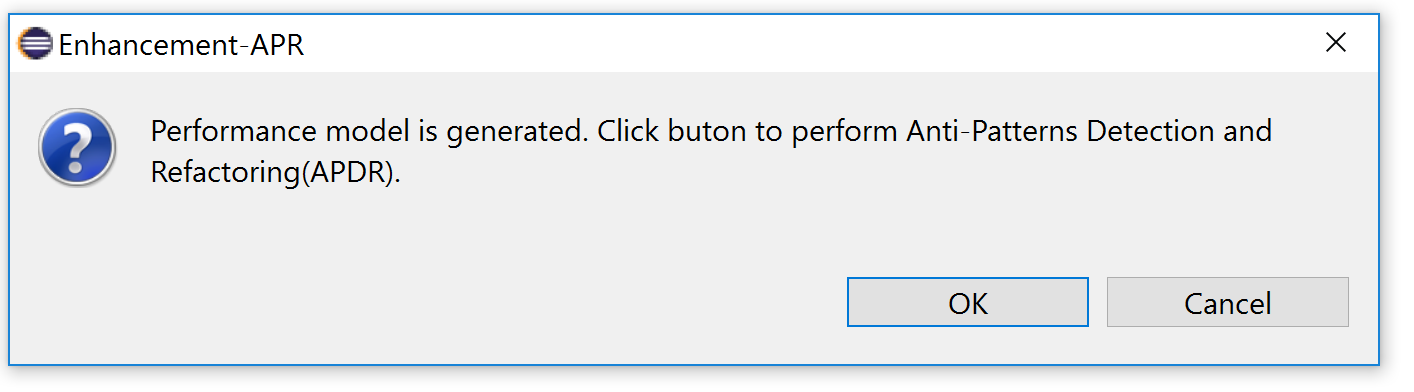 Enhancement-APR
Performance model is generated. Click buton to perform Anti-Patterns Detection and
Refactoring(APDR).
OK
Cancel